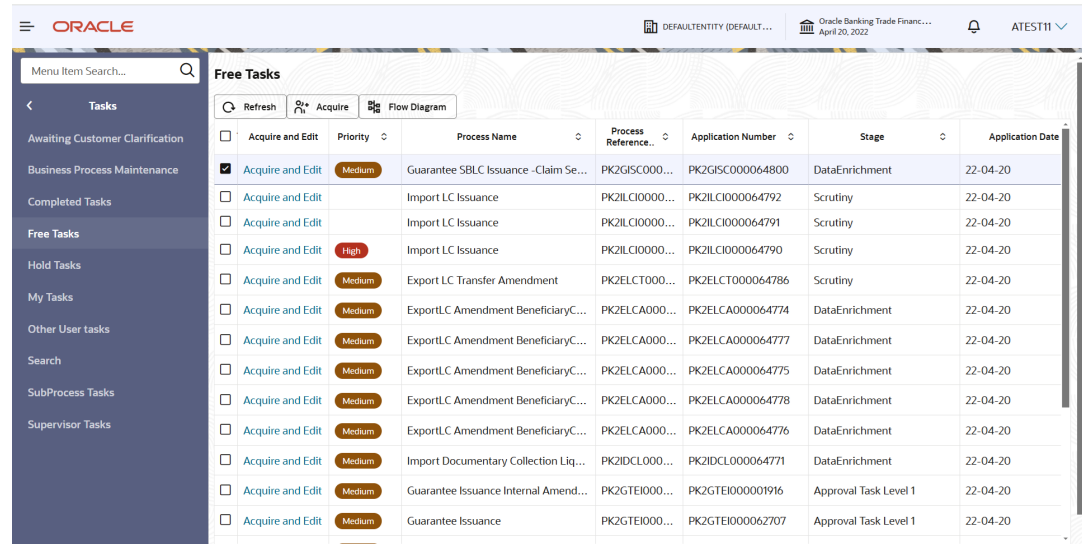 ORACLE
DEFAULTENTITY (DEFAULT...
Oracle Banking Trade Financ...
April 20, 2022
ATEST11
Menu Item Search...
Tasks
Awaiting Customer Clarification
Business Process Maintenance
Completed Tasks
Free Tasks
Hold Tasks
My Tasks
Other User tasks
Search
SubProcess Tasks
Supervisor Tasks
Free Tasks
Refresh Acquire Flow Diagram
Acquire and Edit Priority Process Name Process Reference.. Application Number Stage Application Date
Acquire and Edit Medium Guarantee SBLC Issuance -Claim Se... PK2GISC000... PK2GISC000064800 DataEnrichment 22-04-20
Acquire and Edit Import LC Issuance PK2ILCI0000... PK2ILCI000064792 Scrutiny 22-04-20
Acquire and Edit Import LC Issuance PK2ILCI0000... PK2ILCI000064791 Scrutiny 22-04-20
Acquire and Edit High Import LC Issuance PK2ILCI0000... PK2ILCI000064790 Scrutiny 22-04-20
Acquire and Edit Medium Export LC Transfer Amendment PK2ELCT000... PK2ELCT000064786 Scrutiny 22-04-20
Acquire and Edit Medium ExportLC Amendment BeneficiaryC... PK2ELCA000... PK2ELCA000064774 DataEnrichment 22-04-20
Acquire and Edit Medium ExportLC Amendment BeneficiaryC... PK2ELCA000... PK2ELCA000064777 DataEnrichment 22-04-20
Acquire and Edit Medium ExportLC Amendment BeneficiaryC... PK2ELCA000... PK2ELCA000064775 DataEnrichment 22-04-20
Acquire and Edit Medium ExportLC Amendment BeneficiaryC... PK2ELCA000... PK2ELCA000064778 DataEnrichment 22-04-20
Acquire and Edit Medium ExportLC Amendment BeneficiaryC... PK2ELCA000... PK2ELCA000064776 DataEnrichment 22-04-20
Acquire and Edit Medium Import Documentary Collection Liq... PK2IDCL000... PK2IDCL000064771 DataEnrichment 22-04-20
Acquire and Edit Medium Guarantee Issuance Internal Amend... PK2GTEI000... PK2GTEI000001916 Approval Task Level 1 22-04-20
Acquire and Edit Medium Guarantee Issuance PK2GTEI000... PK2GTEI000062707 Approval Task Level 1 22-04-20